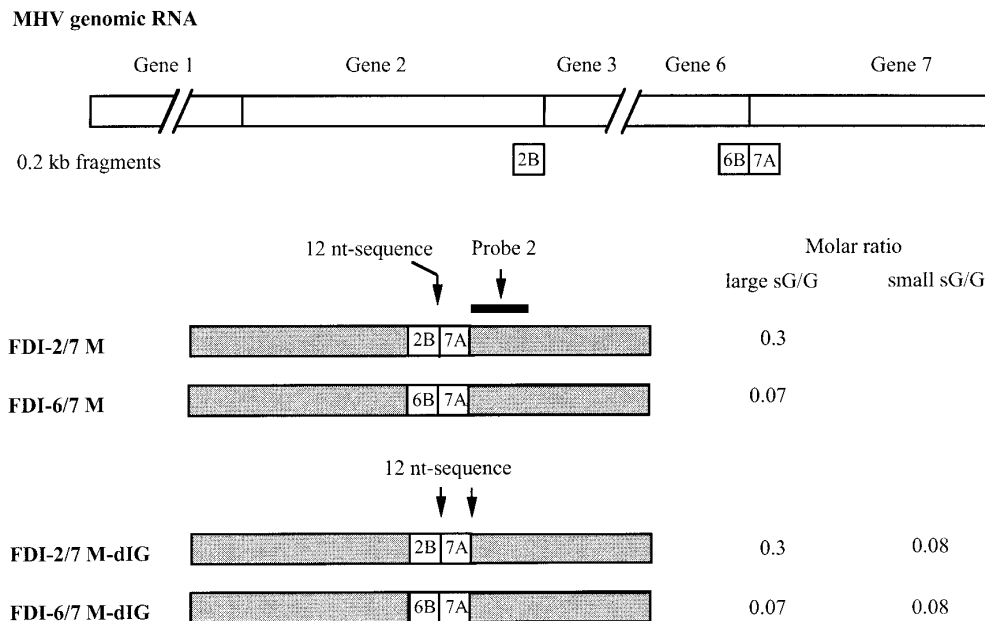 MHV genomic RNA
Gene 1 Gene 2 Gene 3 Gene 6 Gene 7
0.2 kb fragments 2B 6B 7A
12 nt-sequence Probe 2 Molar ratio
large sG/G small sG/G
FDI-2/7 M 2B 7A 0.3
FDI-6/7 M 6B 7A 0.07
12 nt-sequence
FDI-2/7 M-dIG 2B 7A 0.3 0.08
FDI-6/7 M-dIG 6B 7A 0.07 0.08